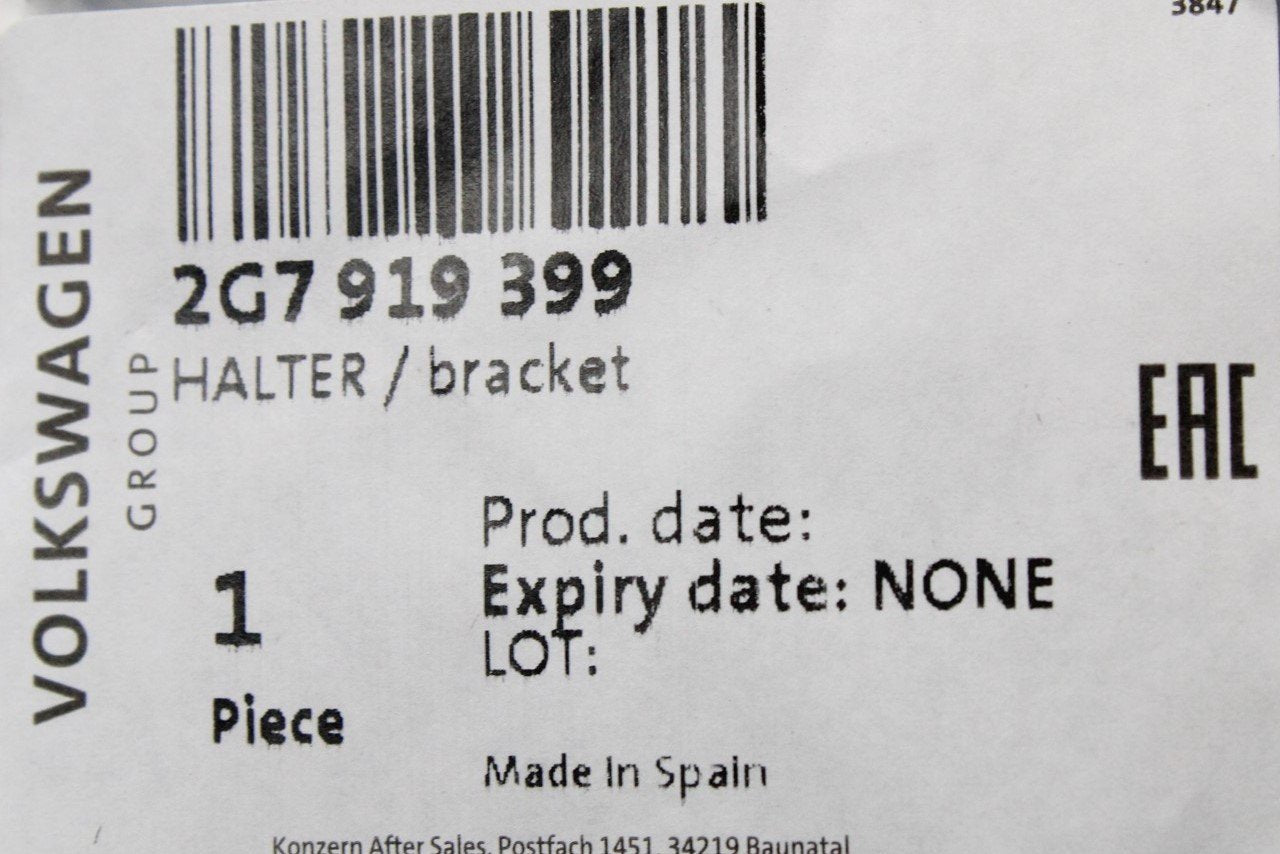 3847
VOLKSWAGEN
GROUP
2G7 919 399
HALTER / bracket
EAC
Prod. date:
Expiry date: NONE
LOT:
1
Piece
Made In Spain
Konzern After Sales, Postfach 1451, 34219 Baunatal